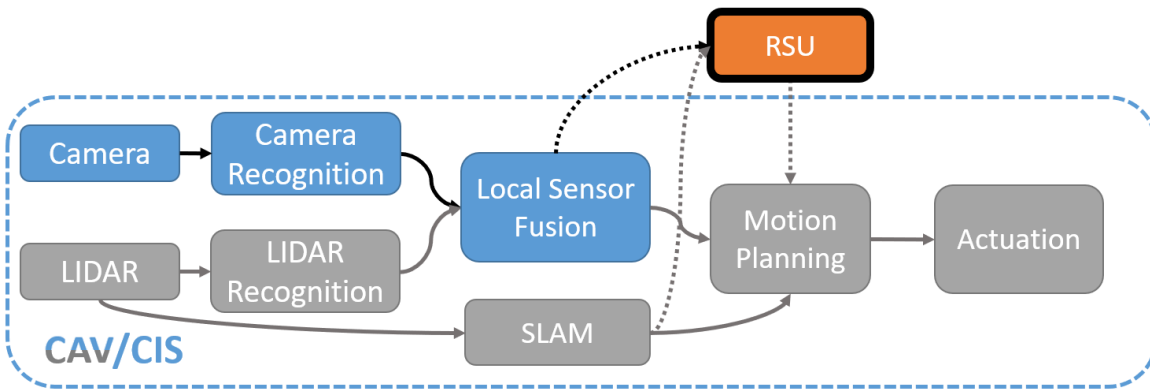 RSU
Camera
Camera
Recognition
Local Sensor
Fusion
Motion
Planning
Actuation
LIDAR
LIDAR
Recognition
SLAM
CAV/CIS